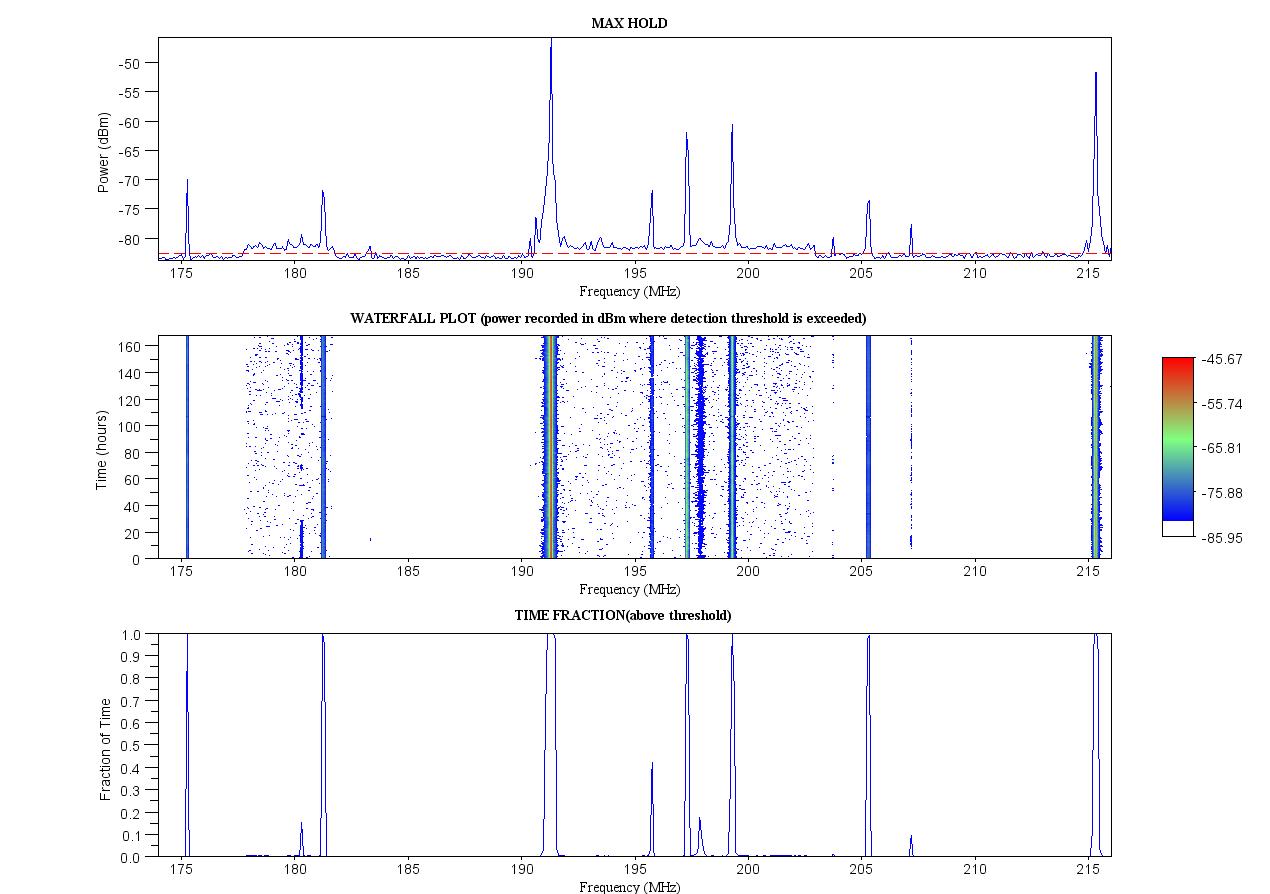 MAX HOLD
-50
-55
-60
-65
-70
-75
-80
Power (dBm)
175 180 185 190 195 200 205 210 215
Frequency (MHz)
WATERFALL PLOT (power recorded in dBm where detection threshold is exceeded)
160
140
120
100
80
60
40
20
0
Time (hours)
175 180 185 190 195 200 205 210 215
Frequency (MHz)
-45.67
-55.74
-65.81
-75.88
-85.95
TIME FRACTION(above threshold)
1.0
0.9
0.8
0.7
0.6
0.5
0.4
0.3
0.2
0.1
0.0
Fraction of Time
175 180 185 190 195 200 205 210 215
Frequency (MHz)